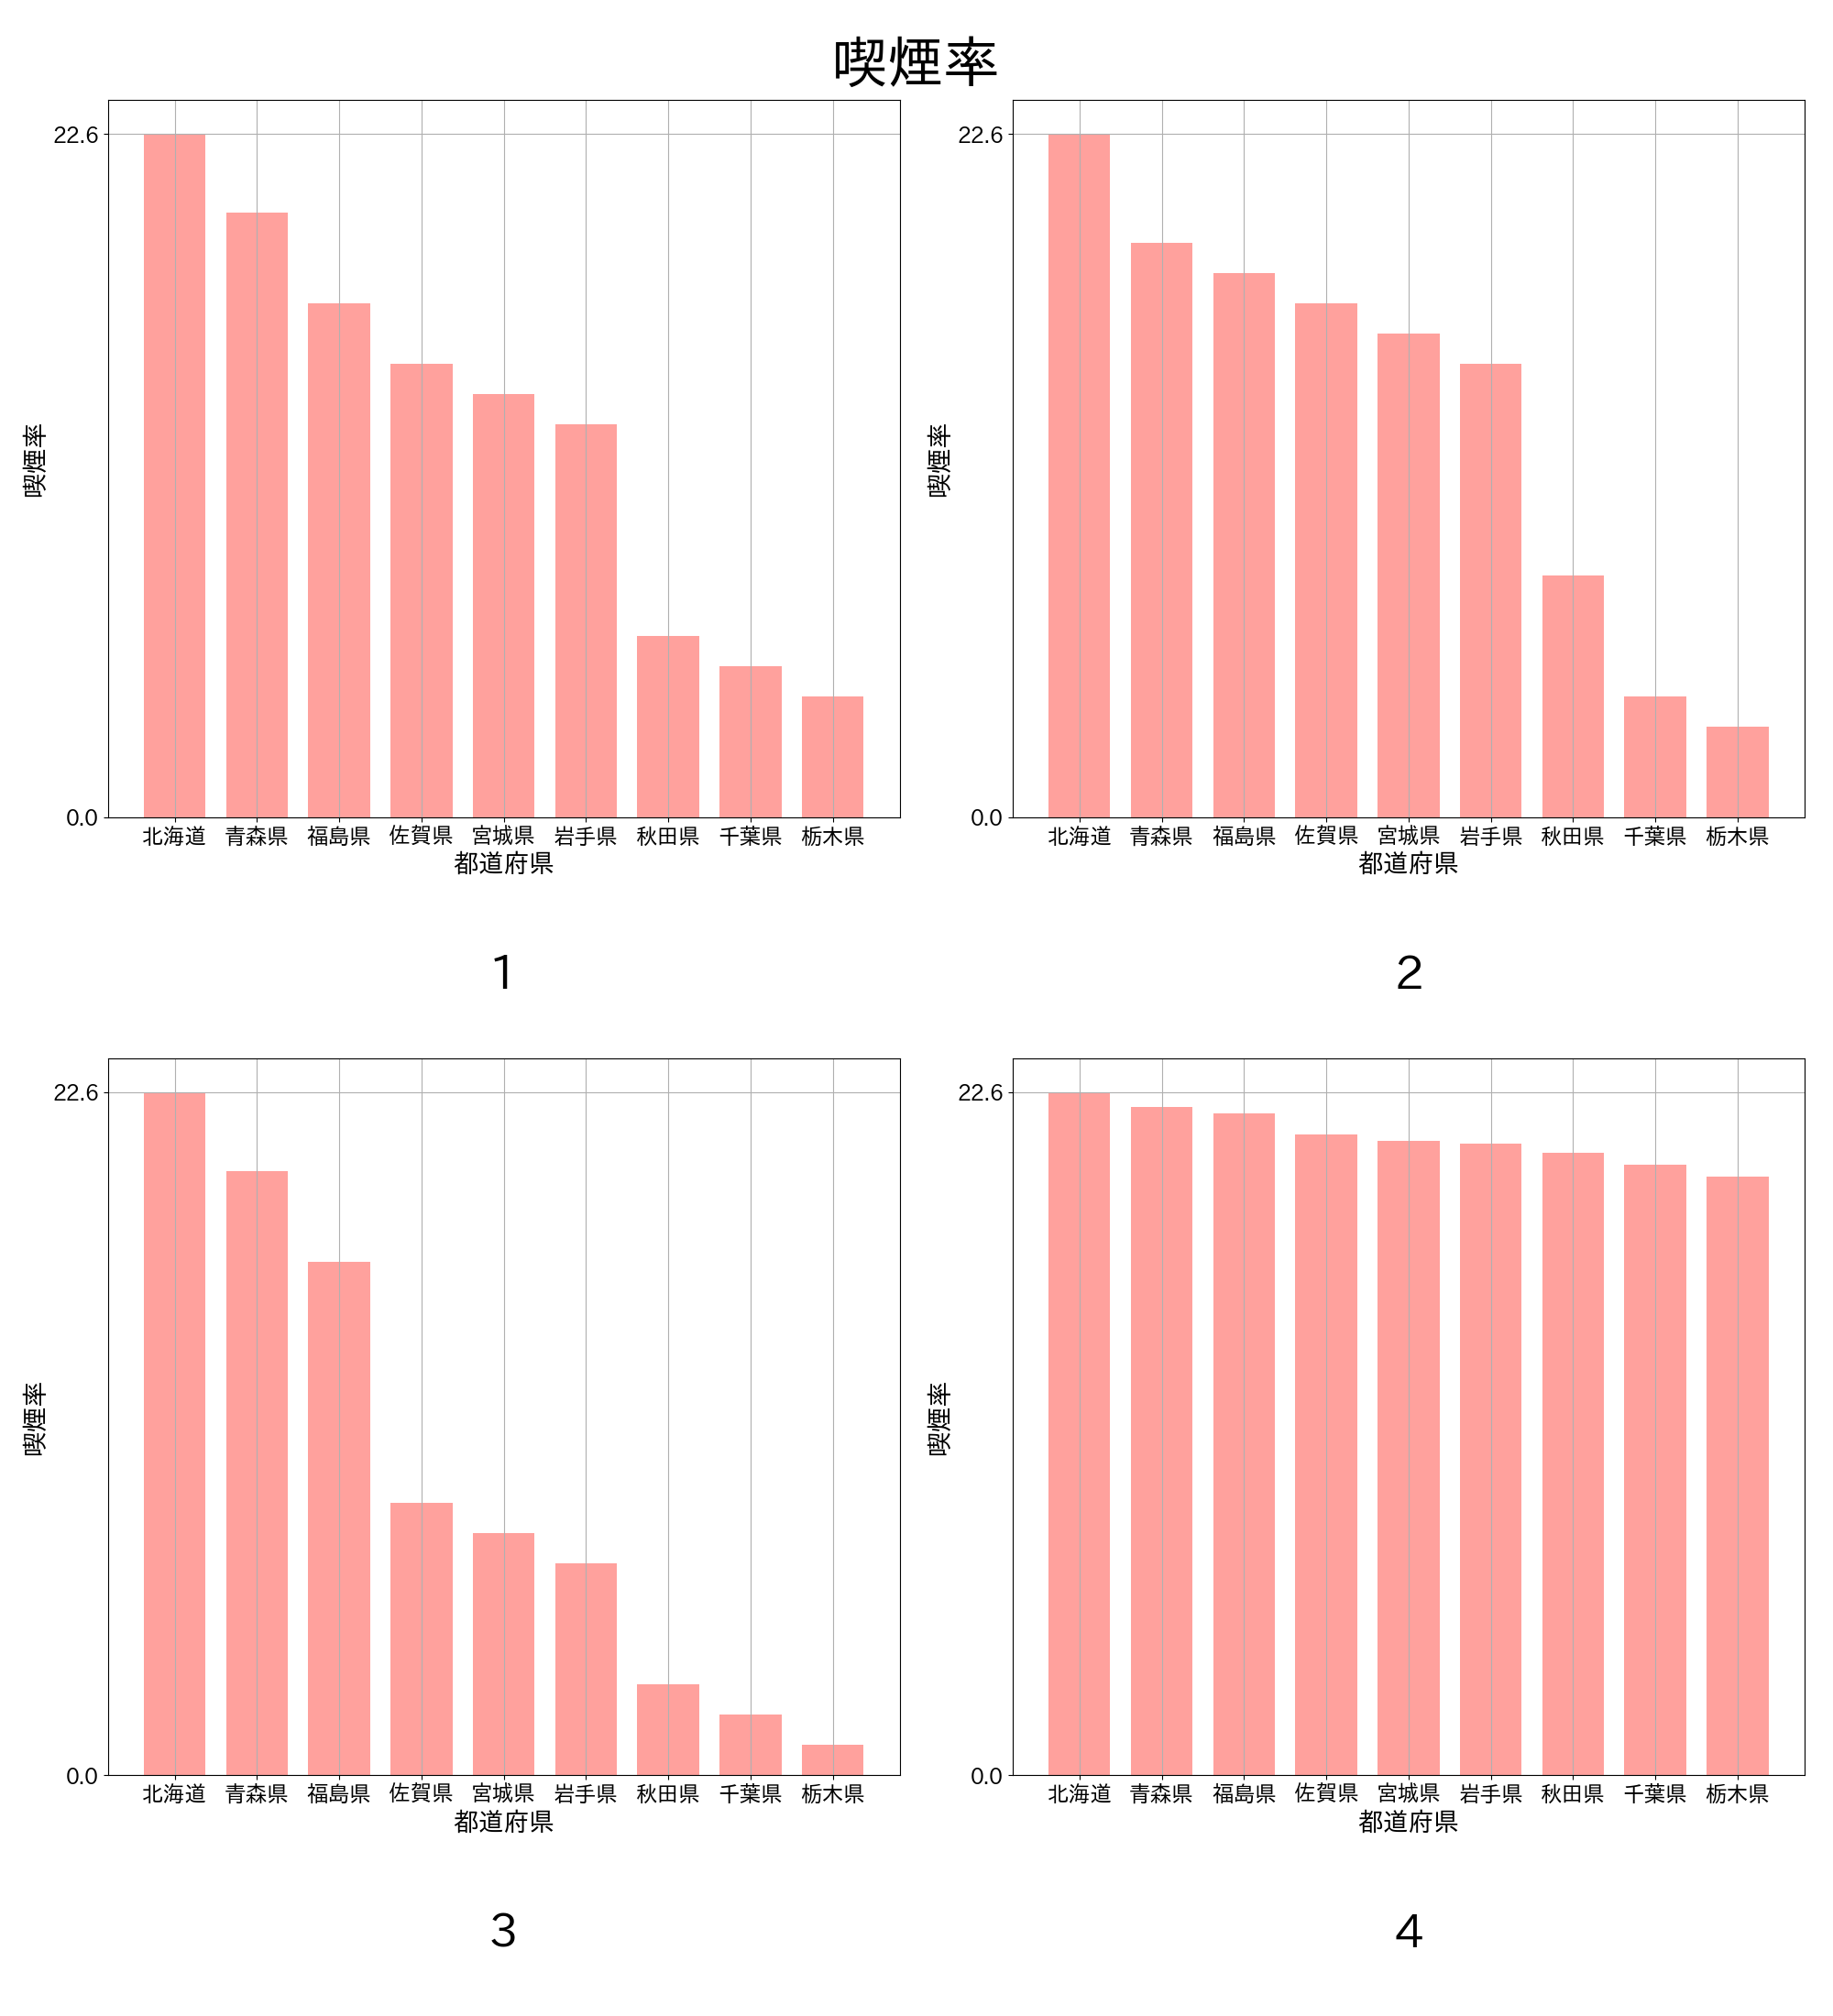 喫煙率
22.6
0.0
喫煙率
北海道 青森県 福島県 佐賀県 宮城県 岩手県 秋田県 千葉県 栃木県
都道府県
1
22.6
0.0
喫煙率
北海道 青森県 福島県 佐賀県 宮城県 岩手県 秋田県 千葉県 栃木県
都道府県
2
22.6
0.0
喫煙率
北海道 青森県 福島県 佐賀県 宮城県 岩手県 秋田県 千葉県 栃木県
都道府県
3
22.6
0.0
喫煙率
北海道 青森県 福島県 佐賀県 宮城県 岩手県 秋田県 千葉県 栃木県
都道府県
4